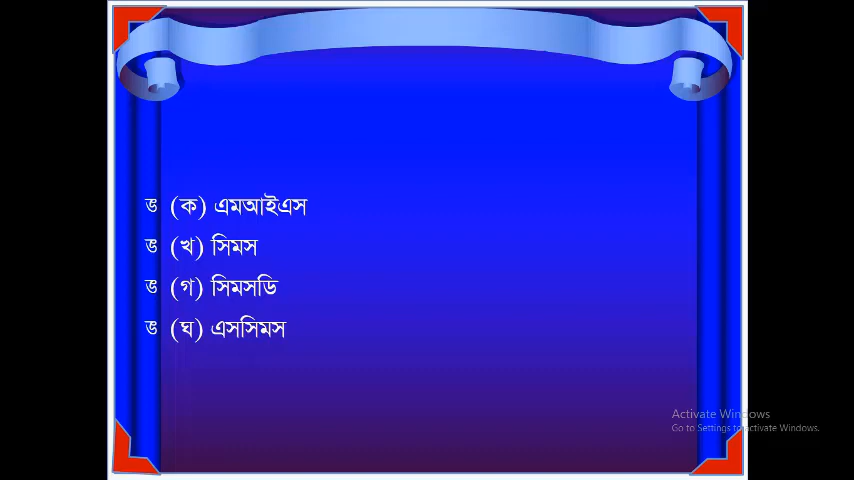 ঙ (ক) এমআইএস
ঙ (খ) সিমস
ঙ (গ) সিমসডি
ঙ (ঘ) এসসিমস
Activate Windows
Go to Settings to activate Windows.